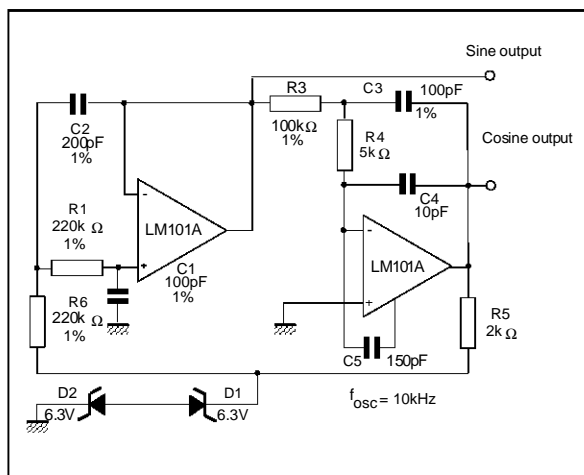 Sine output
R3
C3
100pF
1%
100kΩ
1%
C2
200pF
1%
R4
5kΩ
Cosine output
C4
10pF
R1
220k Ω
1%
-
LM101A
+
C1
100pF
1%
-
LM101A
+
R6
220k Ω
1%
R5
2kΩ
C5
150pF
D2
6.3V
D1
6.3V
fosc = 10kHz